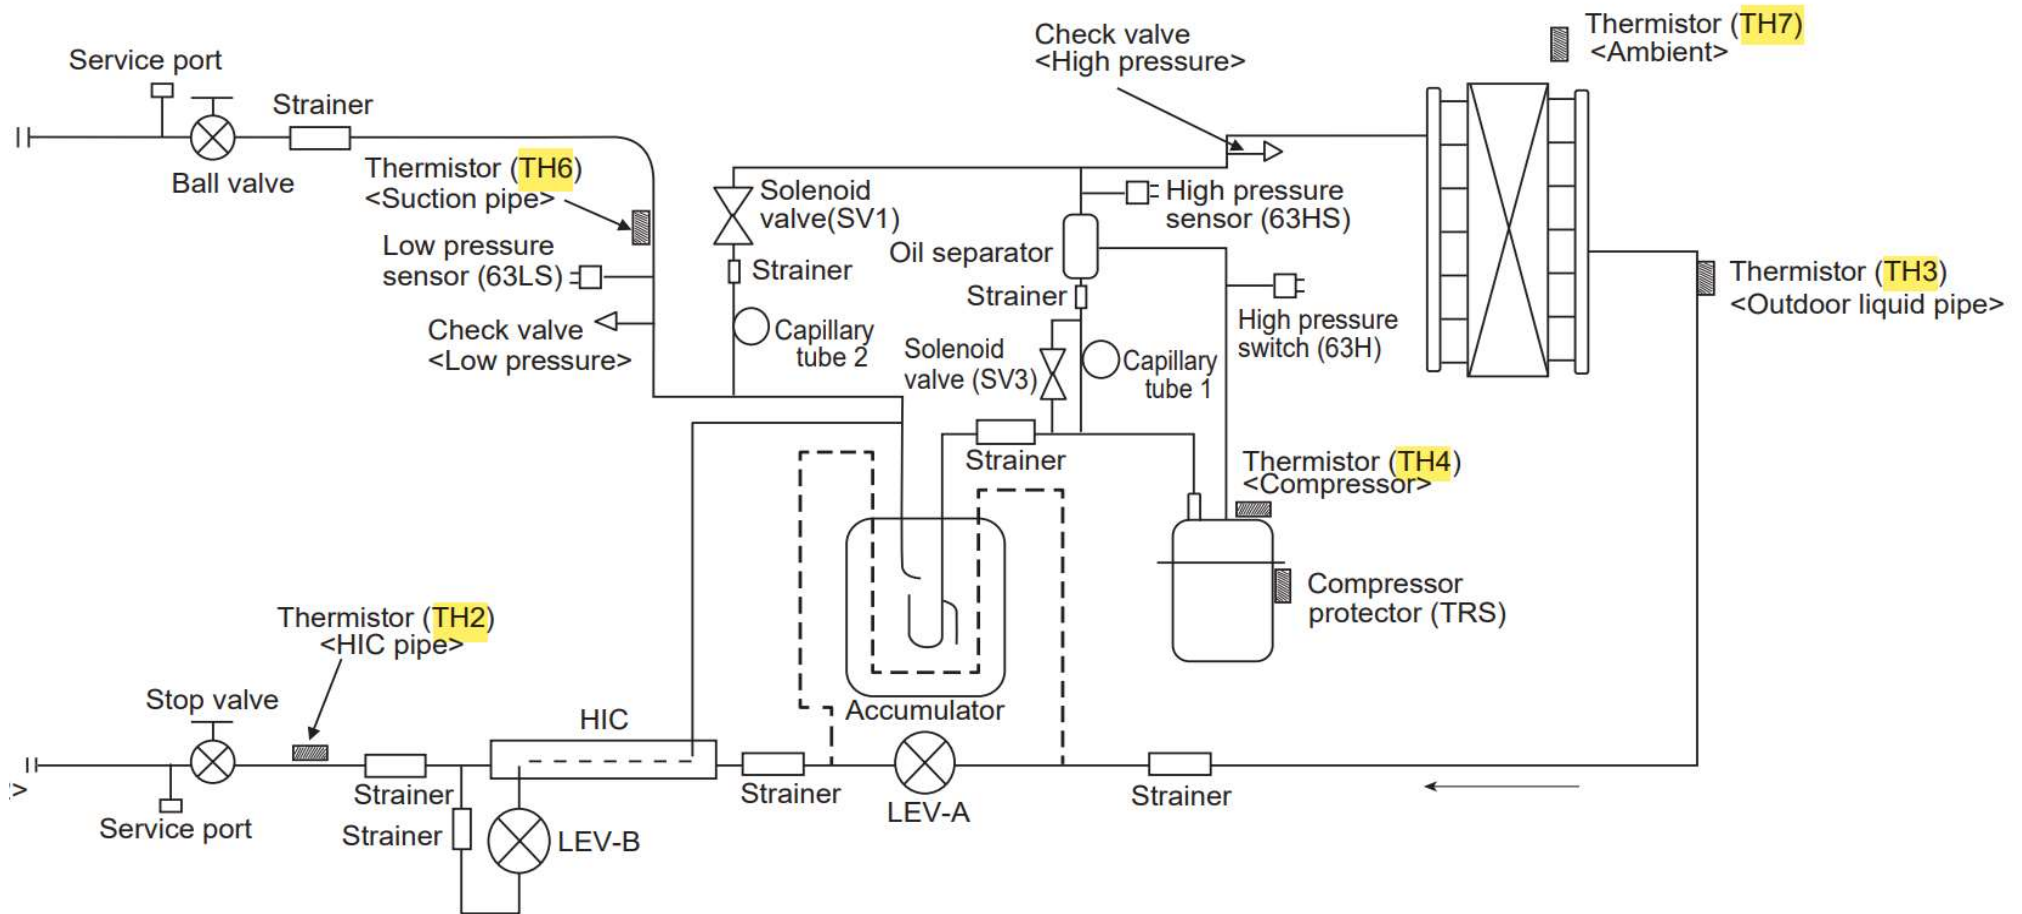 Service port
Strainer
Ball valve
Thermistor (TH6)
<Suction pipe>
Low pressure
sensor (63LS)
Check valve
<Low pressure>
Solenoid
valve(SV1)
Strainer
Capillary
tube 2
Check valve
<High pressure>
High pressure
sensor (63HS)
Oil separator
Strainer
Solenoid
valve (SV3)
Capillary
tube 1
High pressure
switch (63H)
Thermistor (TH7)
<Ambient>
Thermistor (TH3)
<Outdoor liquid pipe>
Strainer
Thermistor (TH4)
<Compressor>
Compressor
protector (TRS)
Accumulator
Thermistor (TH2)
<HIC pipe>
Stop valve
HIC
Strainer
Strainer
LEV-B
Strainer
LEV-A
Strainer
Service port
>